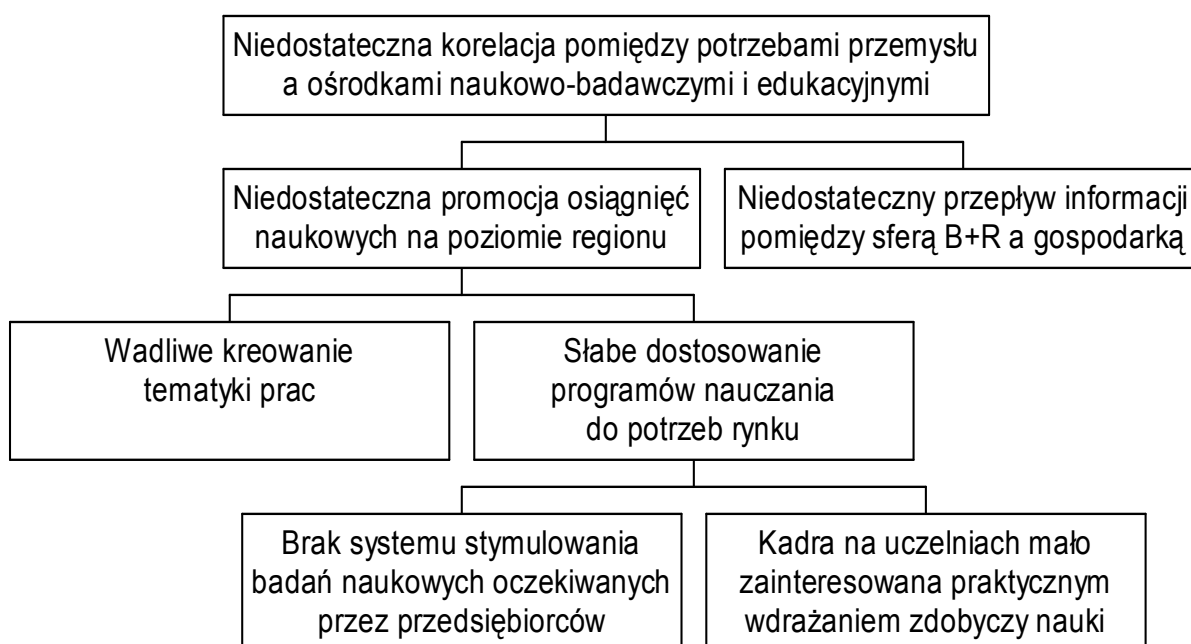 Niedostateczna korelacja pomiędzy potrzebami przemysłu
a ośrodkami naukowo-badawczymi i edukacyjnymi
Niedostateczna promocja osiągnięć
naukowych na poziomie regionu
Niedostateczny przepływ informacji
pomiędzy sferą B+R a gospodarką
Wadliwe kreowanie
tematyki prac
Słabe dostosowanie
programów nauczania
do potrzeb rynku
Brak systemu stymulowania
badań naukowych oczekiwanych
przez przedsiębiorców
Kadra na uczelniach mało
zainteresowana praktycznym
wdrażaniem zdobyczy nauki